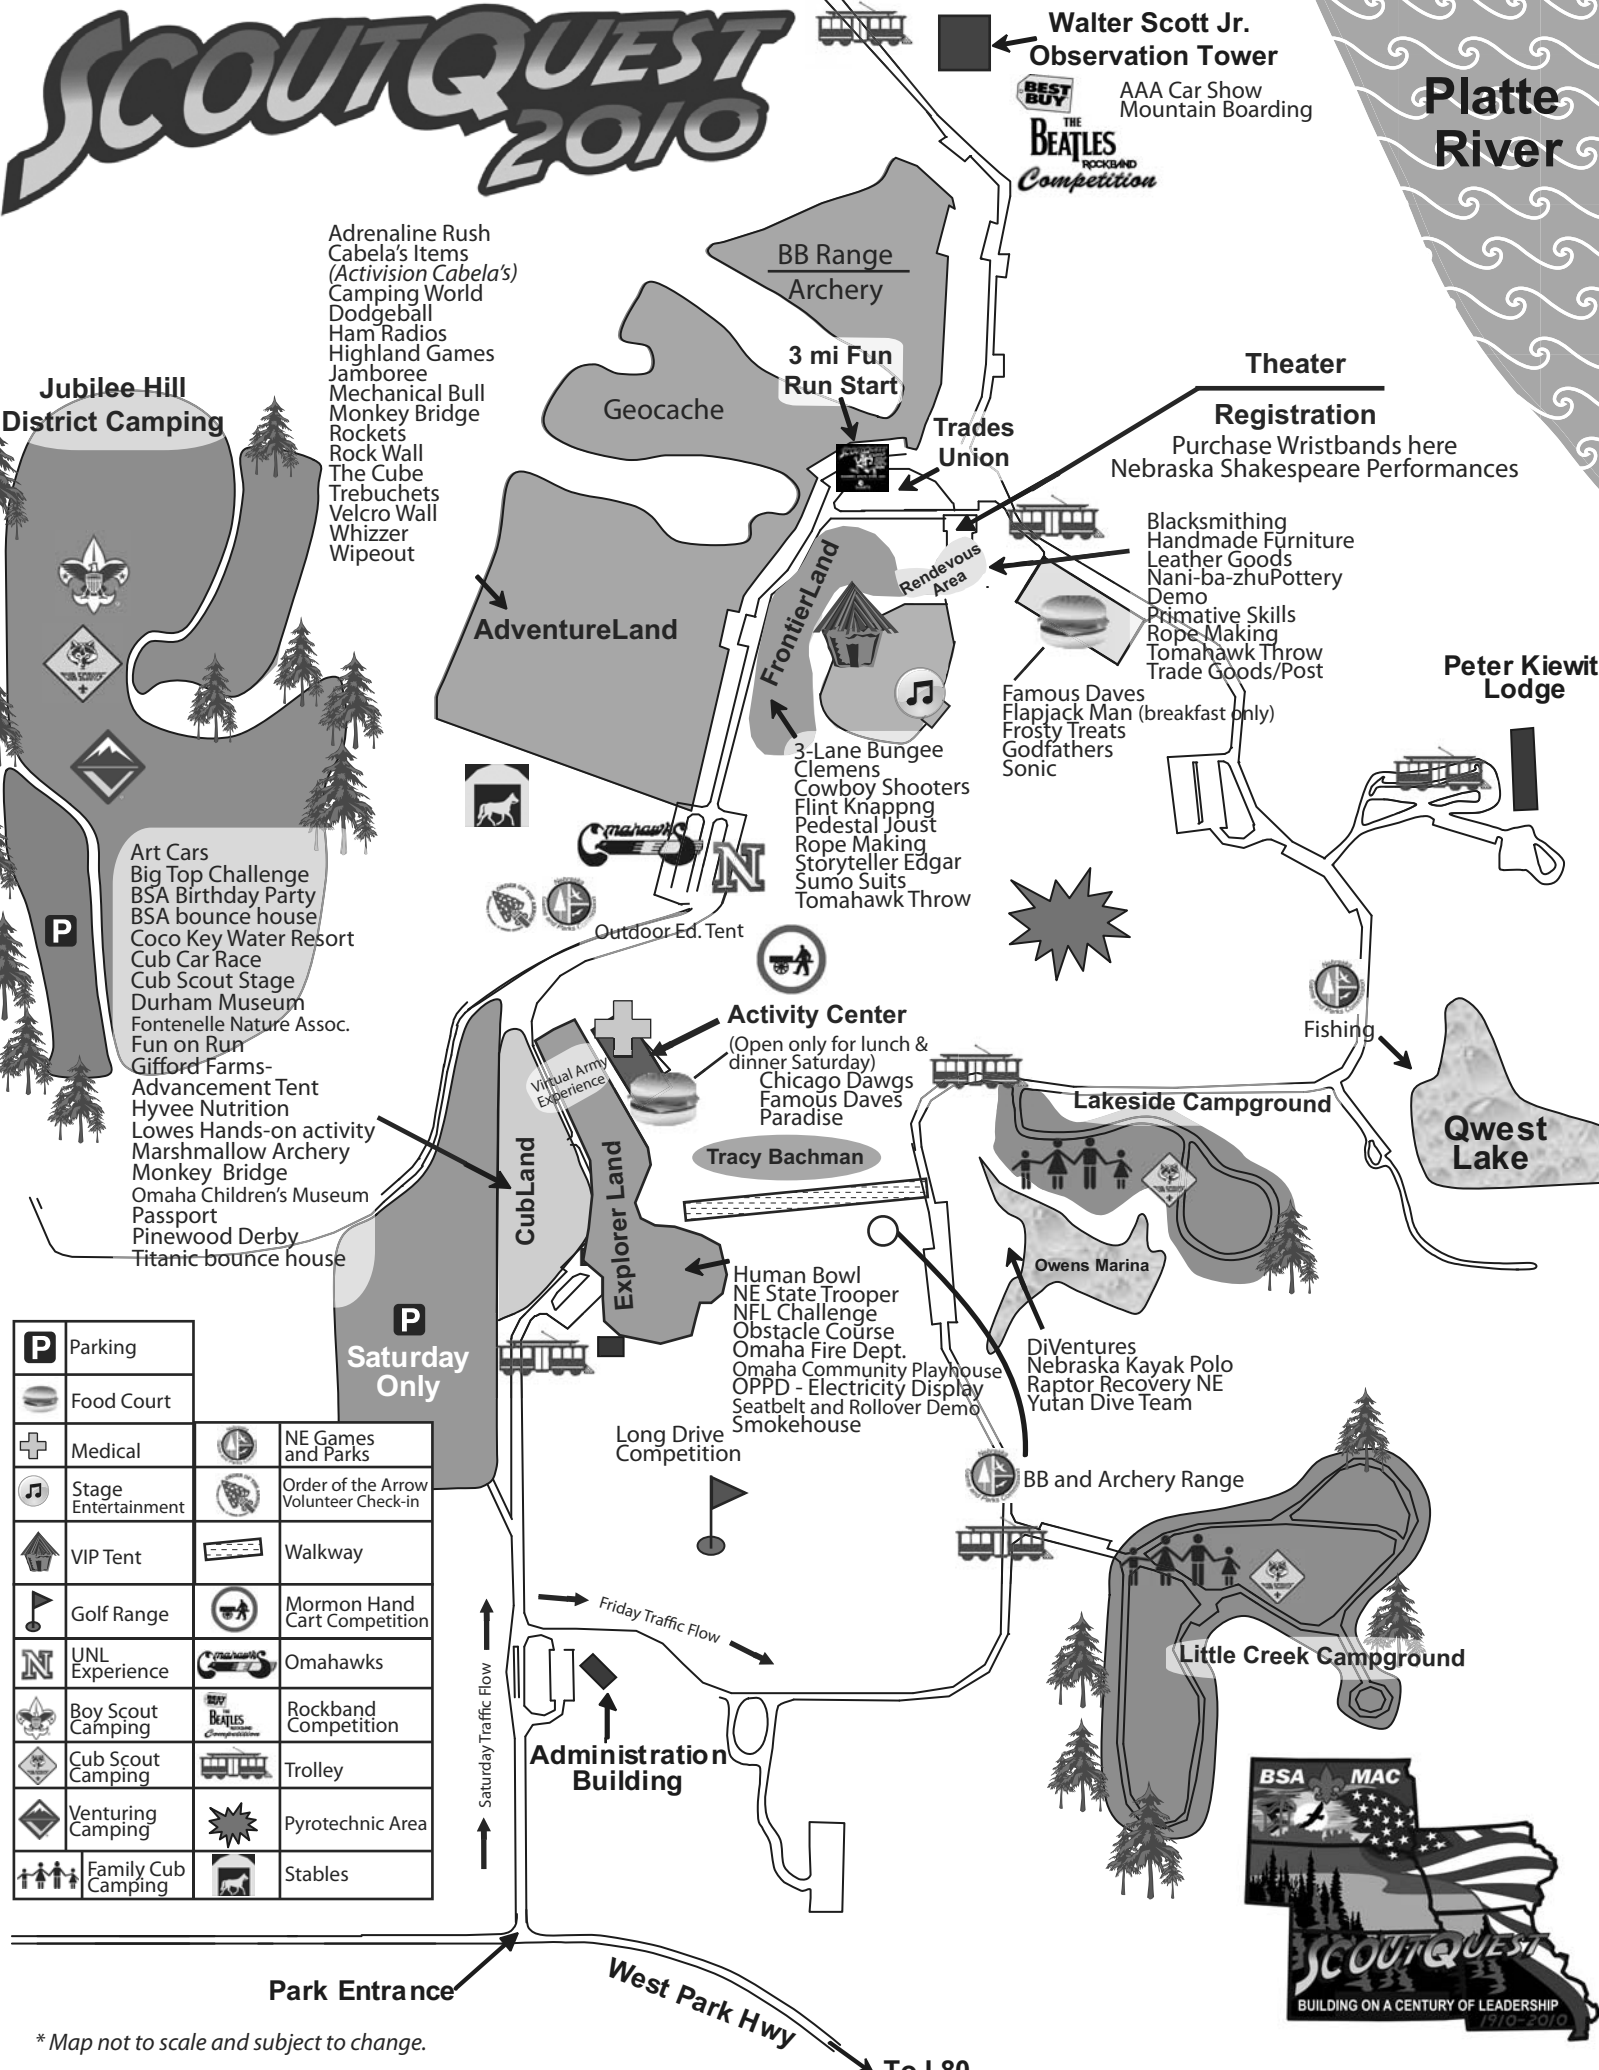 SCOUTQUEST
2010
Walter Scott Jr.
Observation Tower
AAA Car Show
Mountain Boarding
BEST
BUY
THE
BEATLES
ROCKBAND
Competition
Platte
River
Adrenaline Rush
Cabela's Items
(Activision Cabela's)
Camping World
Dodgeball
Ham Radios
Highland Games
Jamboree
Mechanical Bull
Monkey Bridge
Rockets
Rock Wall
The Cube
Trebuchets
Velcro Wall
Whizzer
Wipeout
BB Range
Archery
Geocache
3 mi Fun
Run Start
Trades
Union
Theater
Registration
Purchase Wristbands here
Nebraska Shakespeare Performances
Jubilee Hill
District Camping
AdventureLand
FrontierLand
Rendevous
Area
Blacksmithing
Handmade Furniture
Leather Goods
Nani-ba-zhuPottery
Demo
Primative Skills
Rope Making
Tomahawk Throw
Trade Goods/Post
Famous Daves
Flapjack Man (breakfast only)
Frosty Treats
Godfathers
Sonic
Peter Kiewit
Lodge
3-Lane Bungee
Clemens
Cowboy Shooters
Flint Knappng
Pedestal Joust
Rope Making
Storyteller Edgar
Sumo Suits
Tomahawk Throw
Omahawks
N
Outdoor Ed. Tent
P
Art Cars
Big Top Challenge
BSA Birthday Party
BSA bounce house
Coco Key Water Resort
Cub Car Race
Cub Scout Stage
Durham Museum
Fontenelle Nature Assoc.
Fun on Run
Gifford Farms-
Advancement Tent
Hyvee Nutrition
Lowes Hands-on activity
Marshmallow Archery
Monkey Bridge
Omaha Children's Museum
Passport
Pinewood Derby
Titanic bounce house
Activity Center
(Open only for lunch &
dinner Saturday)
Chicago Dawgs
Famous Daves
Paradise
Virtual Army
Experience
CubLand
Explorer Land
Tracy Bachman
Fishing
Qwest
Lake
Lakeside Campground
Owens Marina
Human Bowl
NE State Trooper
NFL Challenge
Obstacle Course
Omaha Fire Dept.
Omaha Community Playhouse
OPPD - Electricity Display
Seatbelt and Rollover Demo
Smokehouse
DiVentures
Nebraska Kayak Polo
Raptor Recovery NE
Yutan Dive Team
P
Saturday
Only
Long Drive
Competition
BB and Archery Range
Little Creek Campground
Friday Traffic Flow
Saturday Traffic Flow
Administration
Building
P
Parking
Food Court
Medical
Stage
Entertainment
VIP Tent
Golf Range
N
UNL
Experience
Boy Scout
Camping
Cub Scout
Camping
Venturing
Camping
Family Cub
Camping
NE Games
and Parks
Order of the Arrow
Volunteer Check-in
Walkway
Mormon Hand
Cart Competition
Omahawks
Omahawks
BEATLES
Competition
Rockband
Competition
Trolley
Pyrotechnic Area
Stables
Park Entrance
West Park Hwy
To I-80
* Map not to scale and subject to change.
BSA MAC
SCOUTQUEST
BUILDING ON A CENTURY OF LEADERSHIP
1910-2010